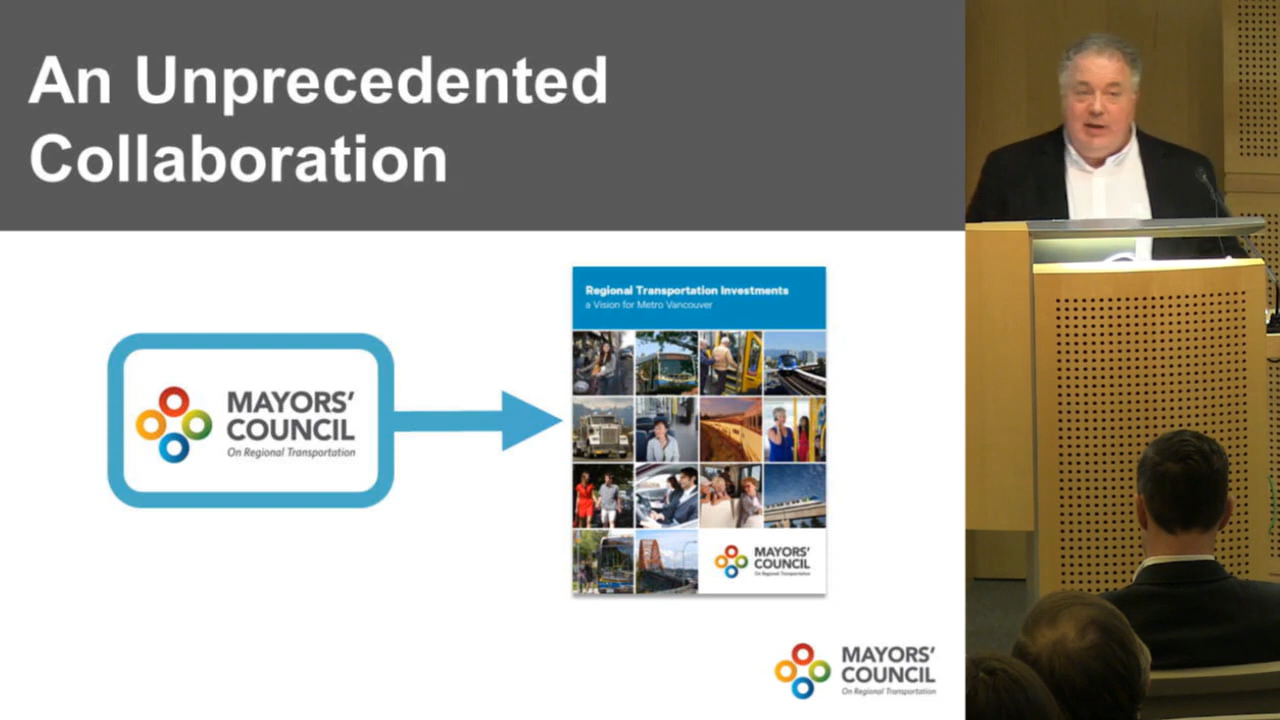 An Unprecedented
Collaboration
MAYORS'
COUNCIL
On Regional Transportation
Regional Transportation Investments
a Vision for Metro Vancouver
MAYORS'
COUNCIL
On Regional Transportation
MAYORS'
COUNCIL
On Regional Transportation